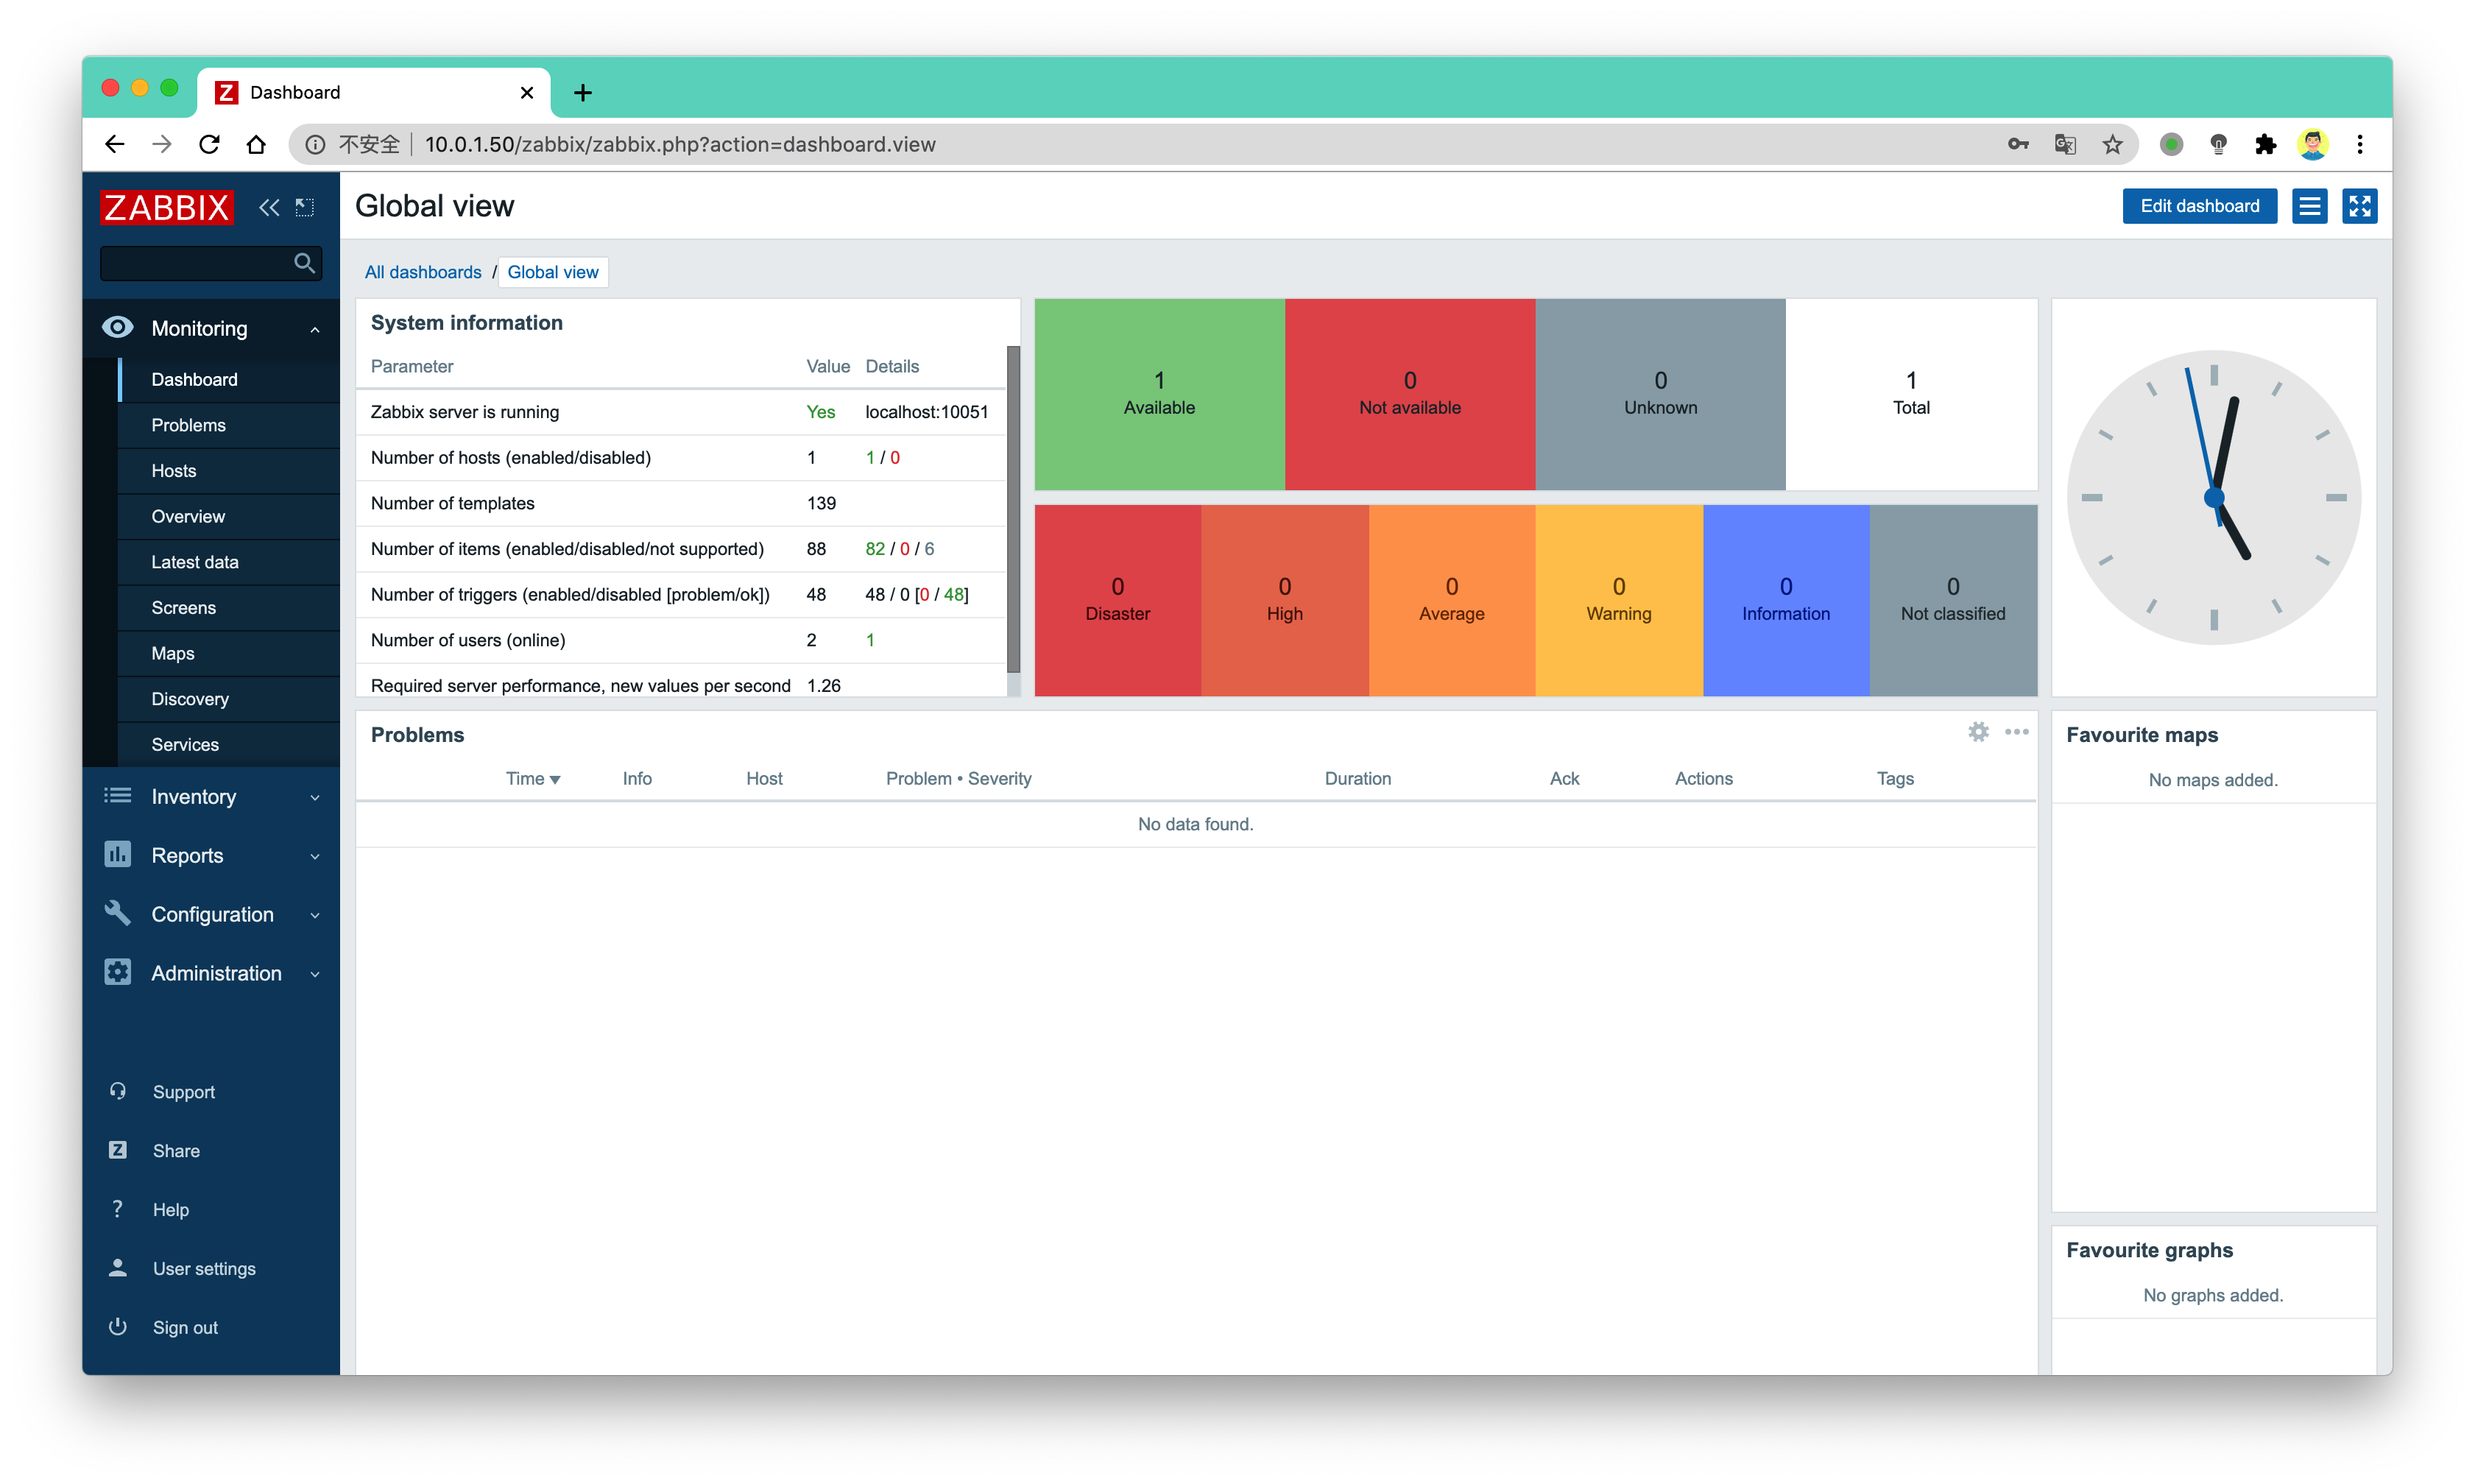 Z Dashboard
不安全 10.0.1.50/zabbix/zabbix.php?action=dashboard.view
ZABBIX
Global view
Edit dashboard
All dashboards / Global view
Monitoring
Dashboard
Problems
Hosts
Overview
Latest data
Screens
Maps
Discovery
Services
Inventory
Reports
Configuration
Administration
Support
Z Share
? Help
User settings
Sign out
System information
Parameter Value Details
Zabbix server is running Yes localhost:10051
Number of hosts (enabled/disabled) 1 1 / 0
Number of templates 139
Number of items (enabled/disabled/not supported) 88 82 / 0 / 6
Number of triggers (enabled/disabled [problem/ok]) 48 48 / 0 [0 / 48]
Number of users (online) 2 1
Required server performance, new values per second 1.26
1 0 0 1
Available Not available Unknown Total
0 0 0 0 0 0
Disaster High Average Warning Information Not classified
Problems
Time Info Host Problem • Severity Duration Ack Actions Tags
No data found.
Favourite maps
No maps added.
Favourite graphs
No graphs added.